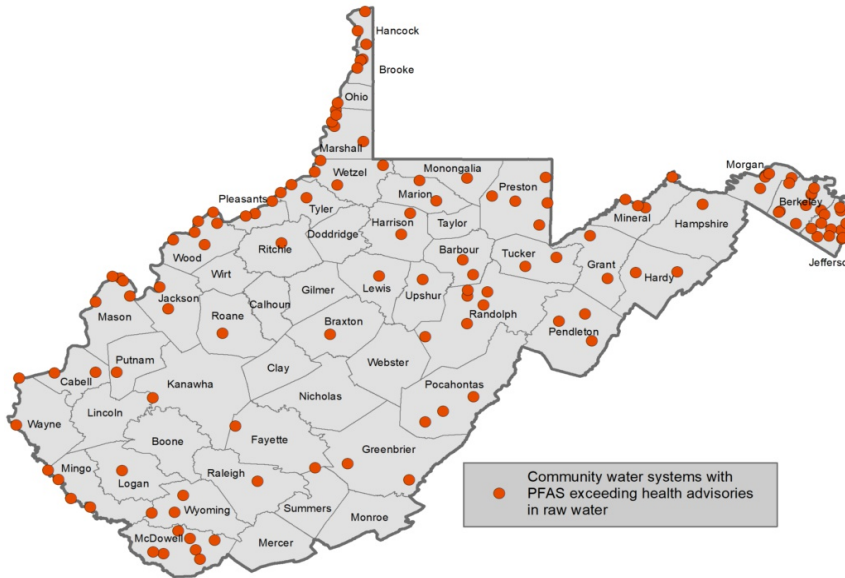 Hancock
Brooke
Ohio
Marshall
Wetzel
Monongalia
Morgan
Marion
Preston
Berkeley
Pleasants
Tyler
Mineral
Hampshire
Harrison
Taylor
Doddridge
Jefferso
Wood
Ritchie
Barbour
Tucker
Wirt
Grant
Hardy
Jackson
Gilmer
Lewis
Upshur
Calhoun
Mason
Roane
Braxton
Randolph
Pendleton
Putnam
Webster
Clay
Cabell
Kanawha
Pocahontas
Nicholas
Lincoln
Wayne
Boone
Fayette
Greenbrier
Mingo
Logan
Raleigh
Community water systems with
PFAS exceeding health advisories
in raw water
Wyoming
Summers
Monroe
McDowell
Mercer